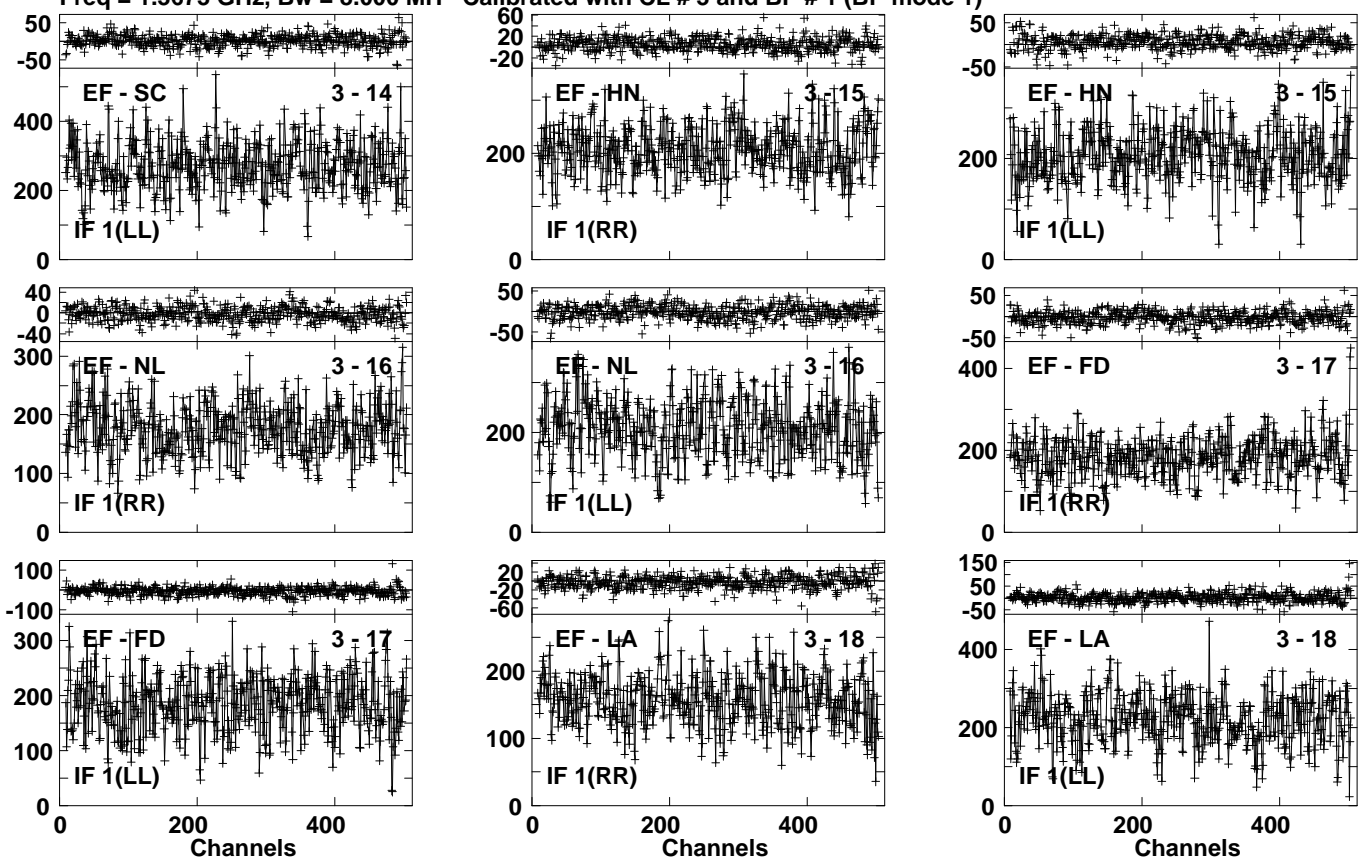 Freq = GHz, Bw = MH Calibrated with CL # and BP # 1 (BP mode 1)
50
-50
400
200
0
EF - SC 3 - 14
IF 1(LL)
60
20
-20
200
0
EF - HN 3 - 15
IF 1(RR)
50
-50
200
0
EF - HN 3 - 15
IF 1(LL)
40
0
-40
300
200
100
0
EF - NL 3 - 16
IF 1(RR)
50
-50
200
0
EF - NL 3 - 16
IF 1(LL)
50
-50
400
200
0
EF - FD 3 - 17
IF 1(RR)
100
-100
300
200
100
0
EF - FD 3 - 17
IF 1(LL)
0 200 400
Channels
20
-20
-60
200
100
0
EF - LA 3 - 18
IF 1(RR)
0 200 400
Channels
150
50
-50
400
200
0
EF - LA 3 - 18
IF 1(LL)
0 200 400
Channels